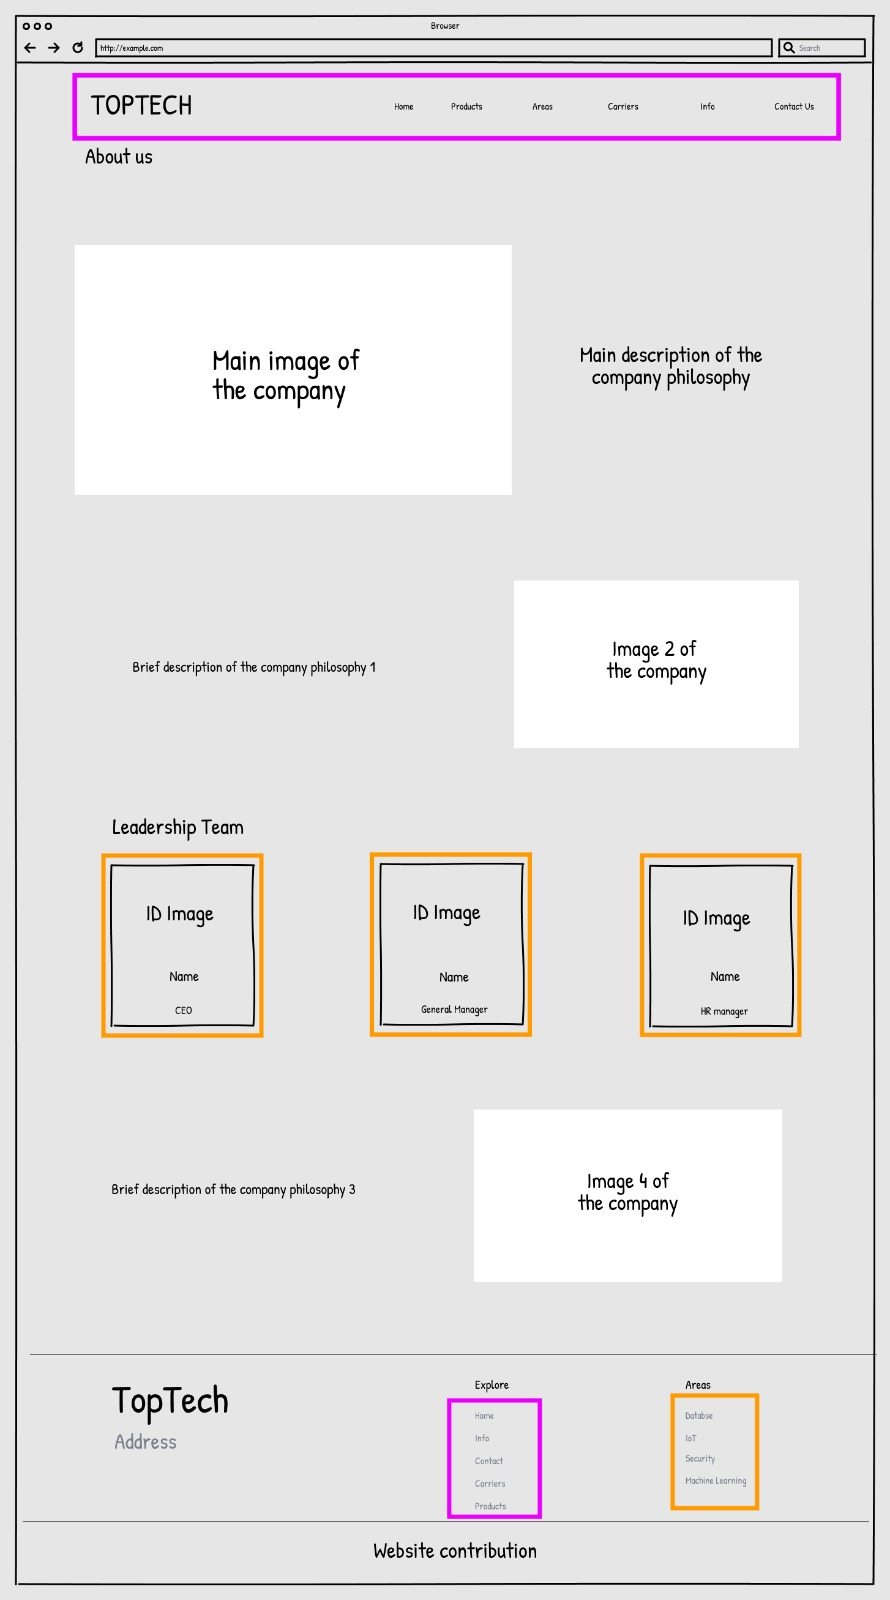 Browser
http://example.com
Search
TOPTECH
Home
Products
Areas
Carriers
Info
Contact Us
About us
Main image of
the company
Main description of the
company philosophy
Brief description of the company philosophy 1
Image 2 of
the company
Leadership Team
ID Image
Name
CEO
ID Image
Name
General Manager
ID Image
Name
HR manager
Brief description of the company philosophy 3
Image 4 of
the company
TopTech
Address
Explore
Home
Info
Contact
Carriers
Products
Areas
Databse
IoT
Security
Machine Learning
Website contribution